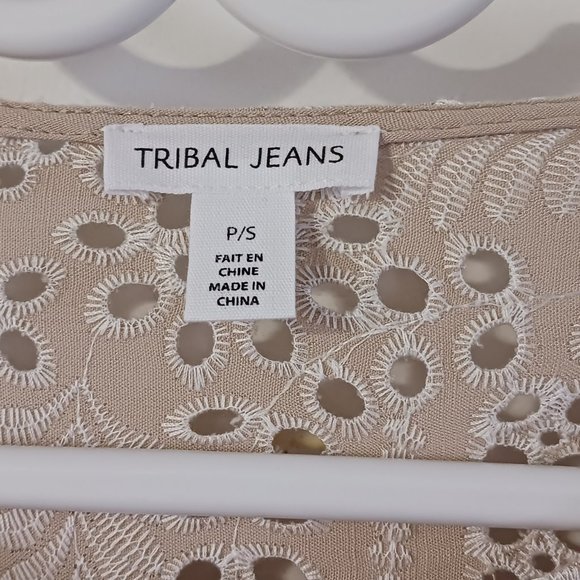 TRIBAL JEANS
P/S
FAIT EN
CHINE
MADE IN
CHINA